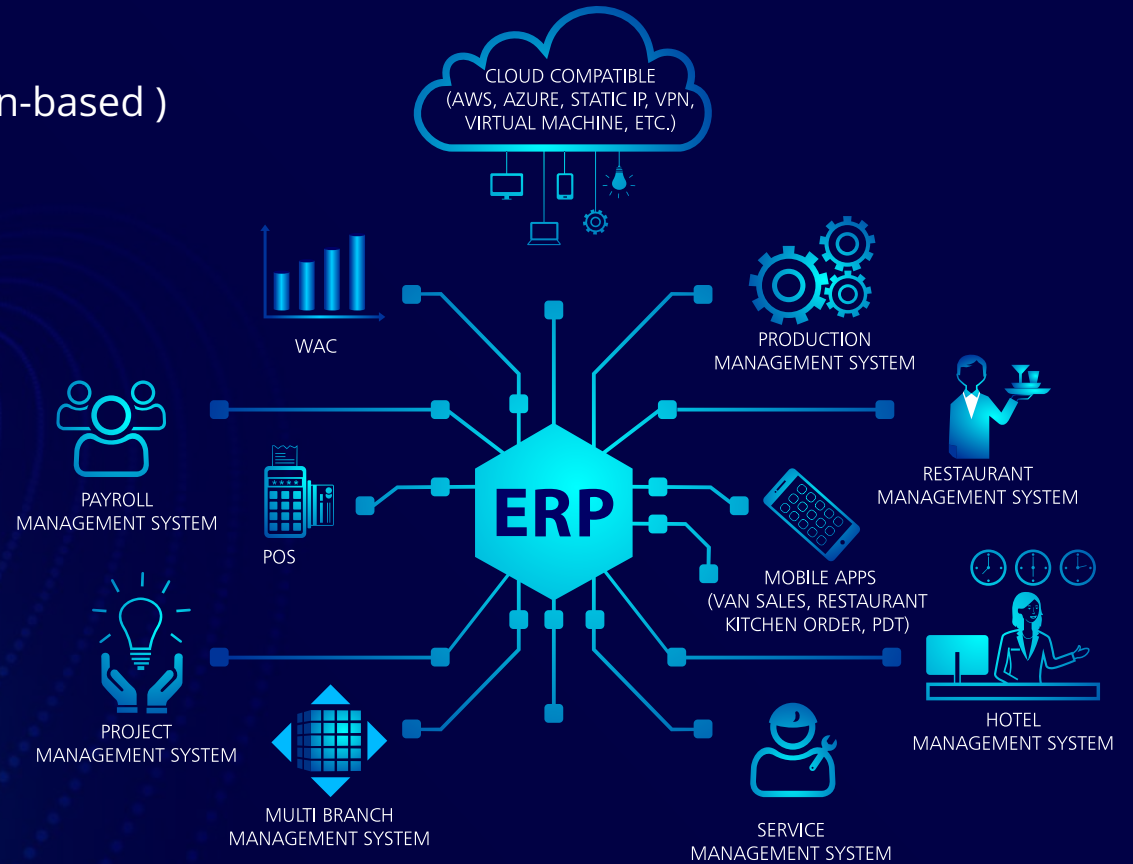 n-based )
CLOUD COMPATIBLE
(AWS, AZURE, STATIC IP, VPN,
VIRTUAL MACHINE, ETC.)
WAC
PRODUCTION
MANAGEMENT SYSTEM
PAYROLL
MANAGEMENT SYSTEM
POS
ERP
RESTAURANT
MANAGEMENT SYSTEM
MOBILE APPS
(VAN SALES, RESTAURANT
KITCHEN ORDER, PDT)
PROJECT
MANAGEMENT SYSTEM
HOTEL
MANAGEMENT SYSTEM
MULTI BRANCH
MANAGEMENT SYSTEM
SERVICE
MANAGEMENT SYSTEM